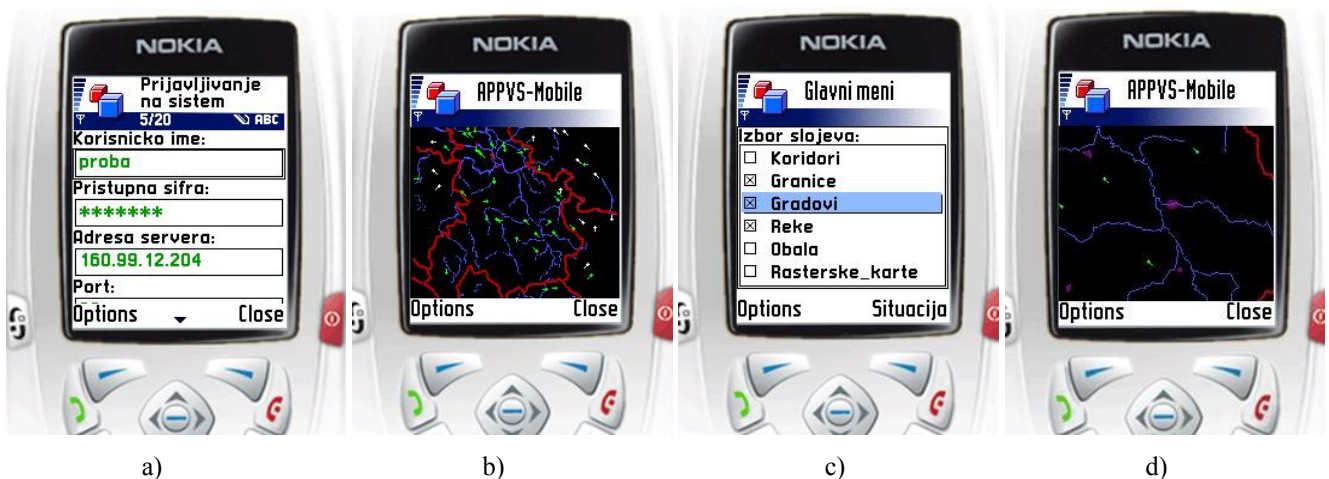 NOKIA
Prijavljivanje
na sistem
5/20 ABC
Korisnicko ime:
proba
Pristupna sifra:
*******
Adresa servera:
160.99.12.204
Port:
Options Close
a)
NOKIA
APPVS-Mobile
Options Close
b)
NOKIA
Glavni meni
Izbor slojeva:
Koridori
Granice
Gradovi
Reke
Obala
Rasterske_karte
Options Situacija
c)
NOKIA
APPVS-Mobile
Options Close
d)